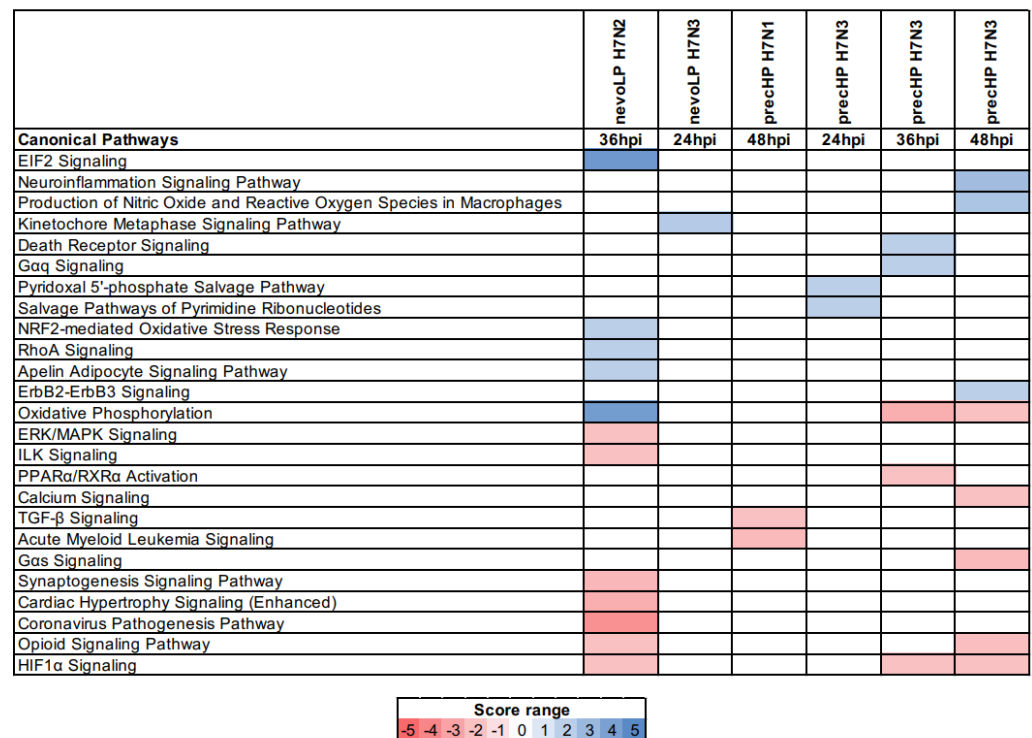 nevoLP H7N2 nevoLP H7N3 precHP H7N1 precHP H7N3 precHP H7N3 precHP H7N3
Canonical Pathways 36hpi 24hpi 48hpi 24hpi 36hpi 48hpi
EIF2 Signaling
Neuroinflammation Signaling Pathway
Production of Nitric Oxide and Reactive Oxygen Species in Macrophages
Kinetochore Metaphase Signaling Pathway
Death Receptor Signaling
Gαq Signaling
Pyridoxal 5'-phosphate Salvage Pathway
Salvage Pathways of Pyrimidine Ribonucleotides
NRF2-mediated Oxidative Stress Response
RhoA Signaling
Apelin Adipocyte Signaling Pathway
ErbB2-ErbB3 Signaling
Oxidative Phosphorylation
ERK/MAPK Signaling
ILK Signaling
PPARα/RXRα Activation
Calcium Signaling
TGF-β Signaling
Acute Myeloid Leukemia Signaling
Gαs Signaling
Synaptogenesis Signaling Pathway
Cardiac Hypertrophy Signaling (Enhanced)
Coronavirus Pathogenesis Pathway
Opioid Signaling Pathway
HIF1α Signaling
Score range
-5 -4 -3 -2 -1 0 1 2 3 4 5